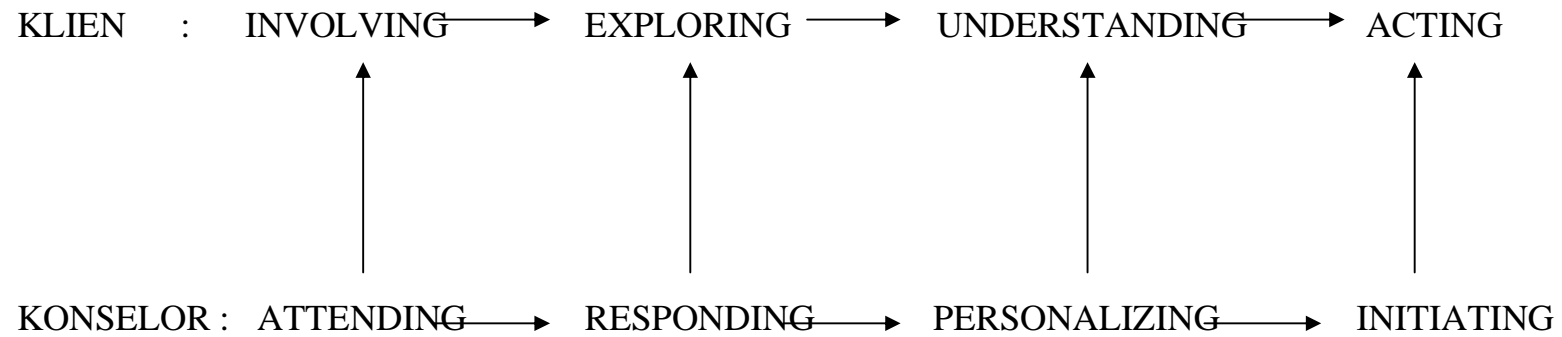 KLIEN : INVOLVING EXPLORING UNDERSTANDING ACTING
KONSELOR : ATTENDING RESPONDING PERSONALIZING INITIATING